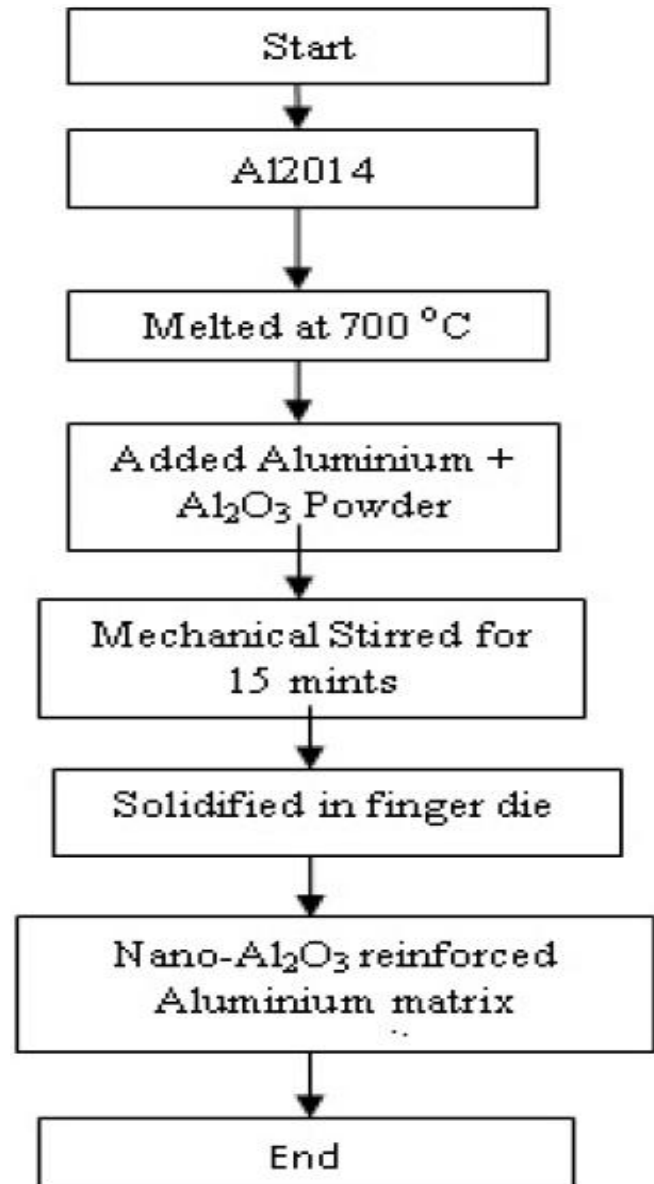 Start
Al2014
Melted at 700 °C
Added Aluminium +
Al₂O₃ Powder
Mechanical Stirred for
15 mints
Solidified in finger die
Nano-Al₂O₃ reinforced
Aluminium matrix
End